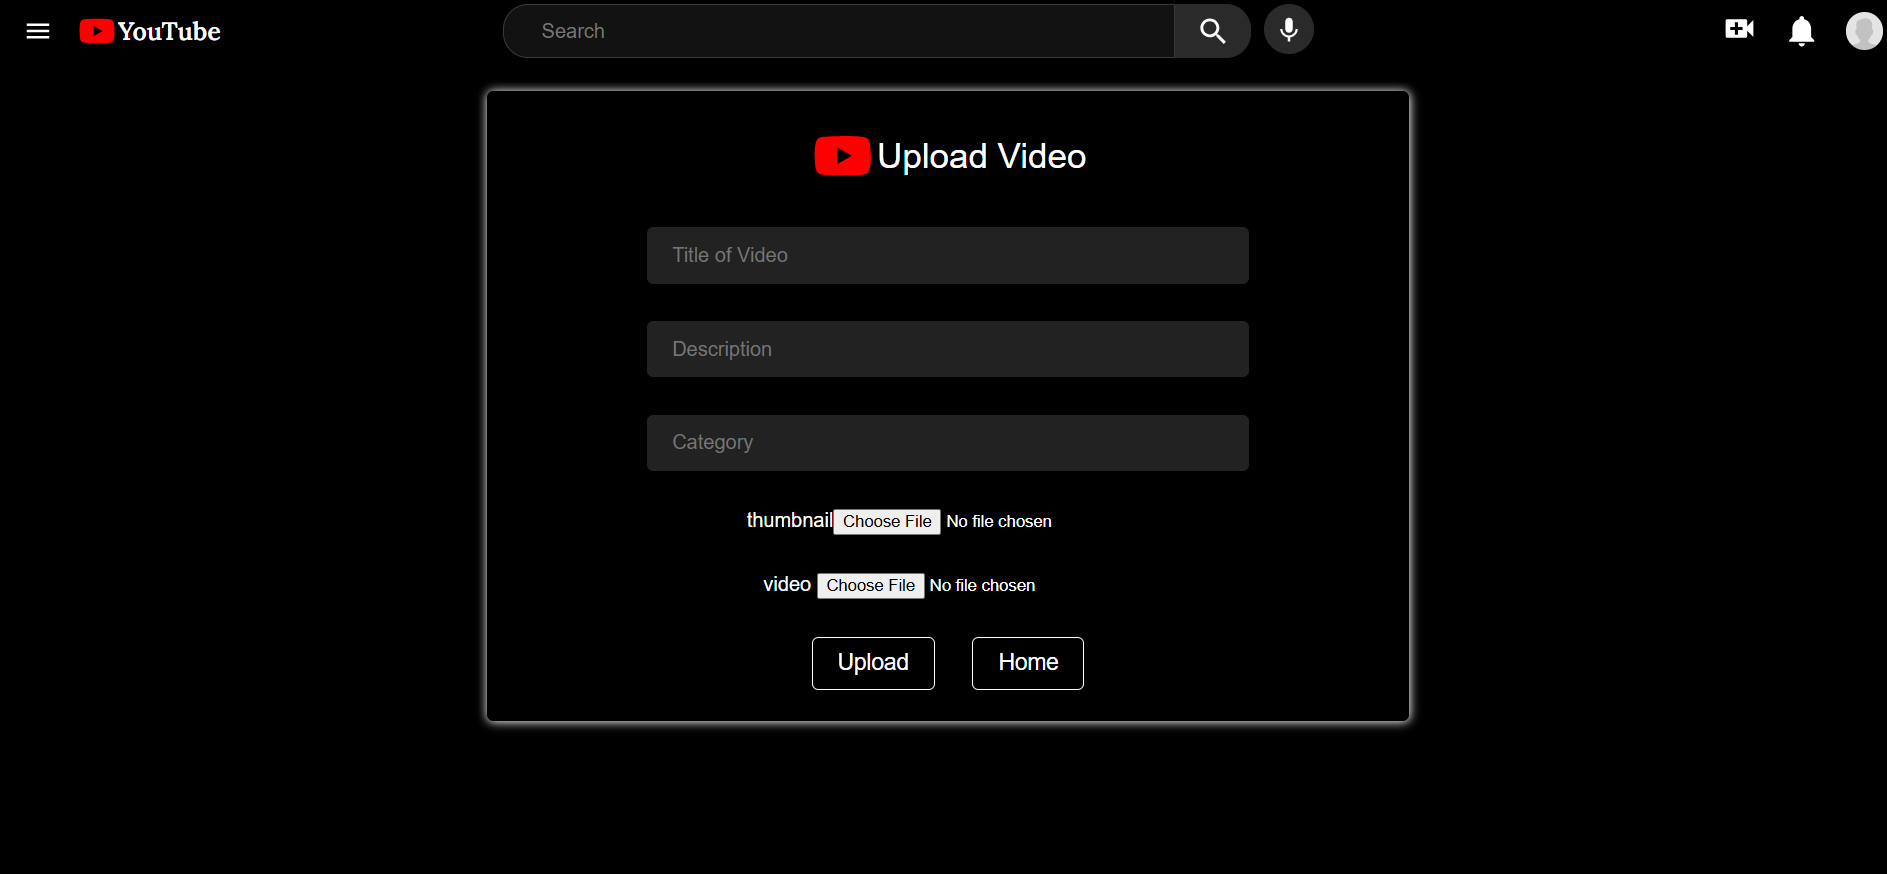 YouTube
Search
Upload Video
Title of Video
Description
Category
thumbnail Choose File No file chosen
video Choose File No file chosen
Upload Home